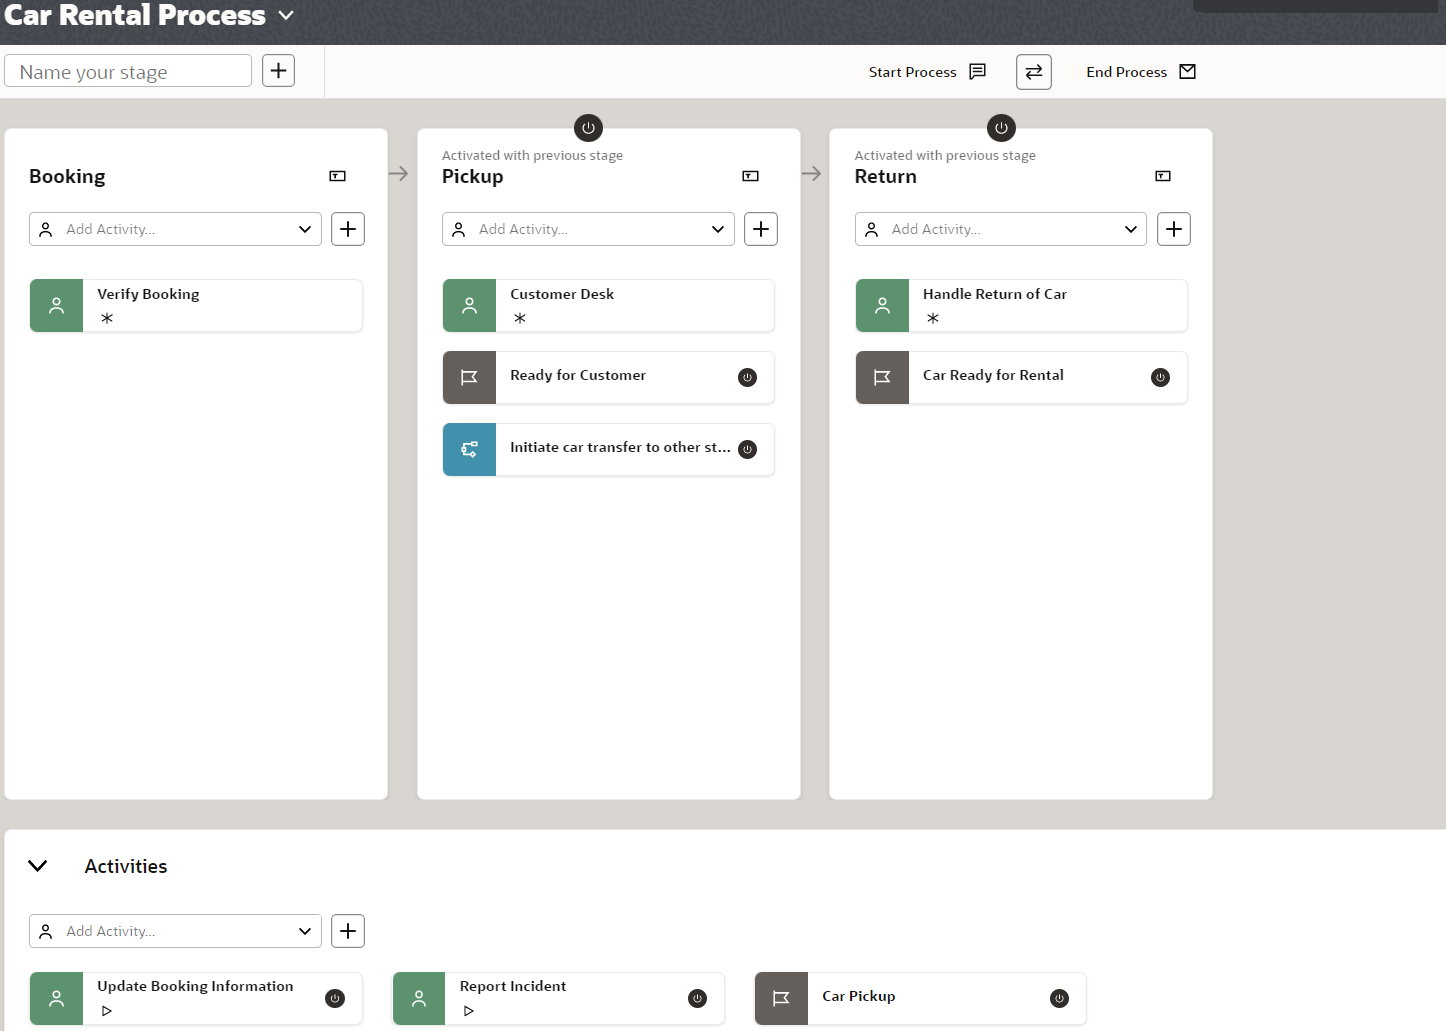 Car Rental Process
Name your stage
Start Process
End Process
Booking
Add Activity...
Verify Booking
Activated with previous stage
Pickup
Add Activity...
Customer Desk
Ready for Customer
Initiate car transfer to other st...
Activated with previous stage
Return
Add Activity...
Handle Return of Car
Car Ready for Rental
Activities
Add Activity...
Update Booking Information
Report Incident
Car Pickup